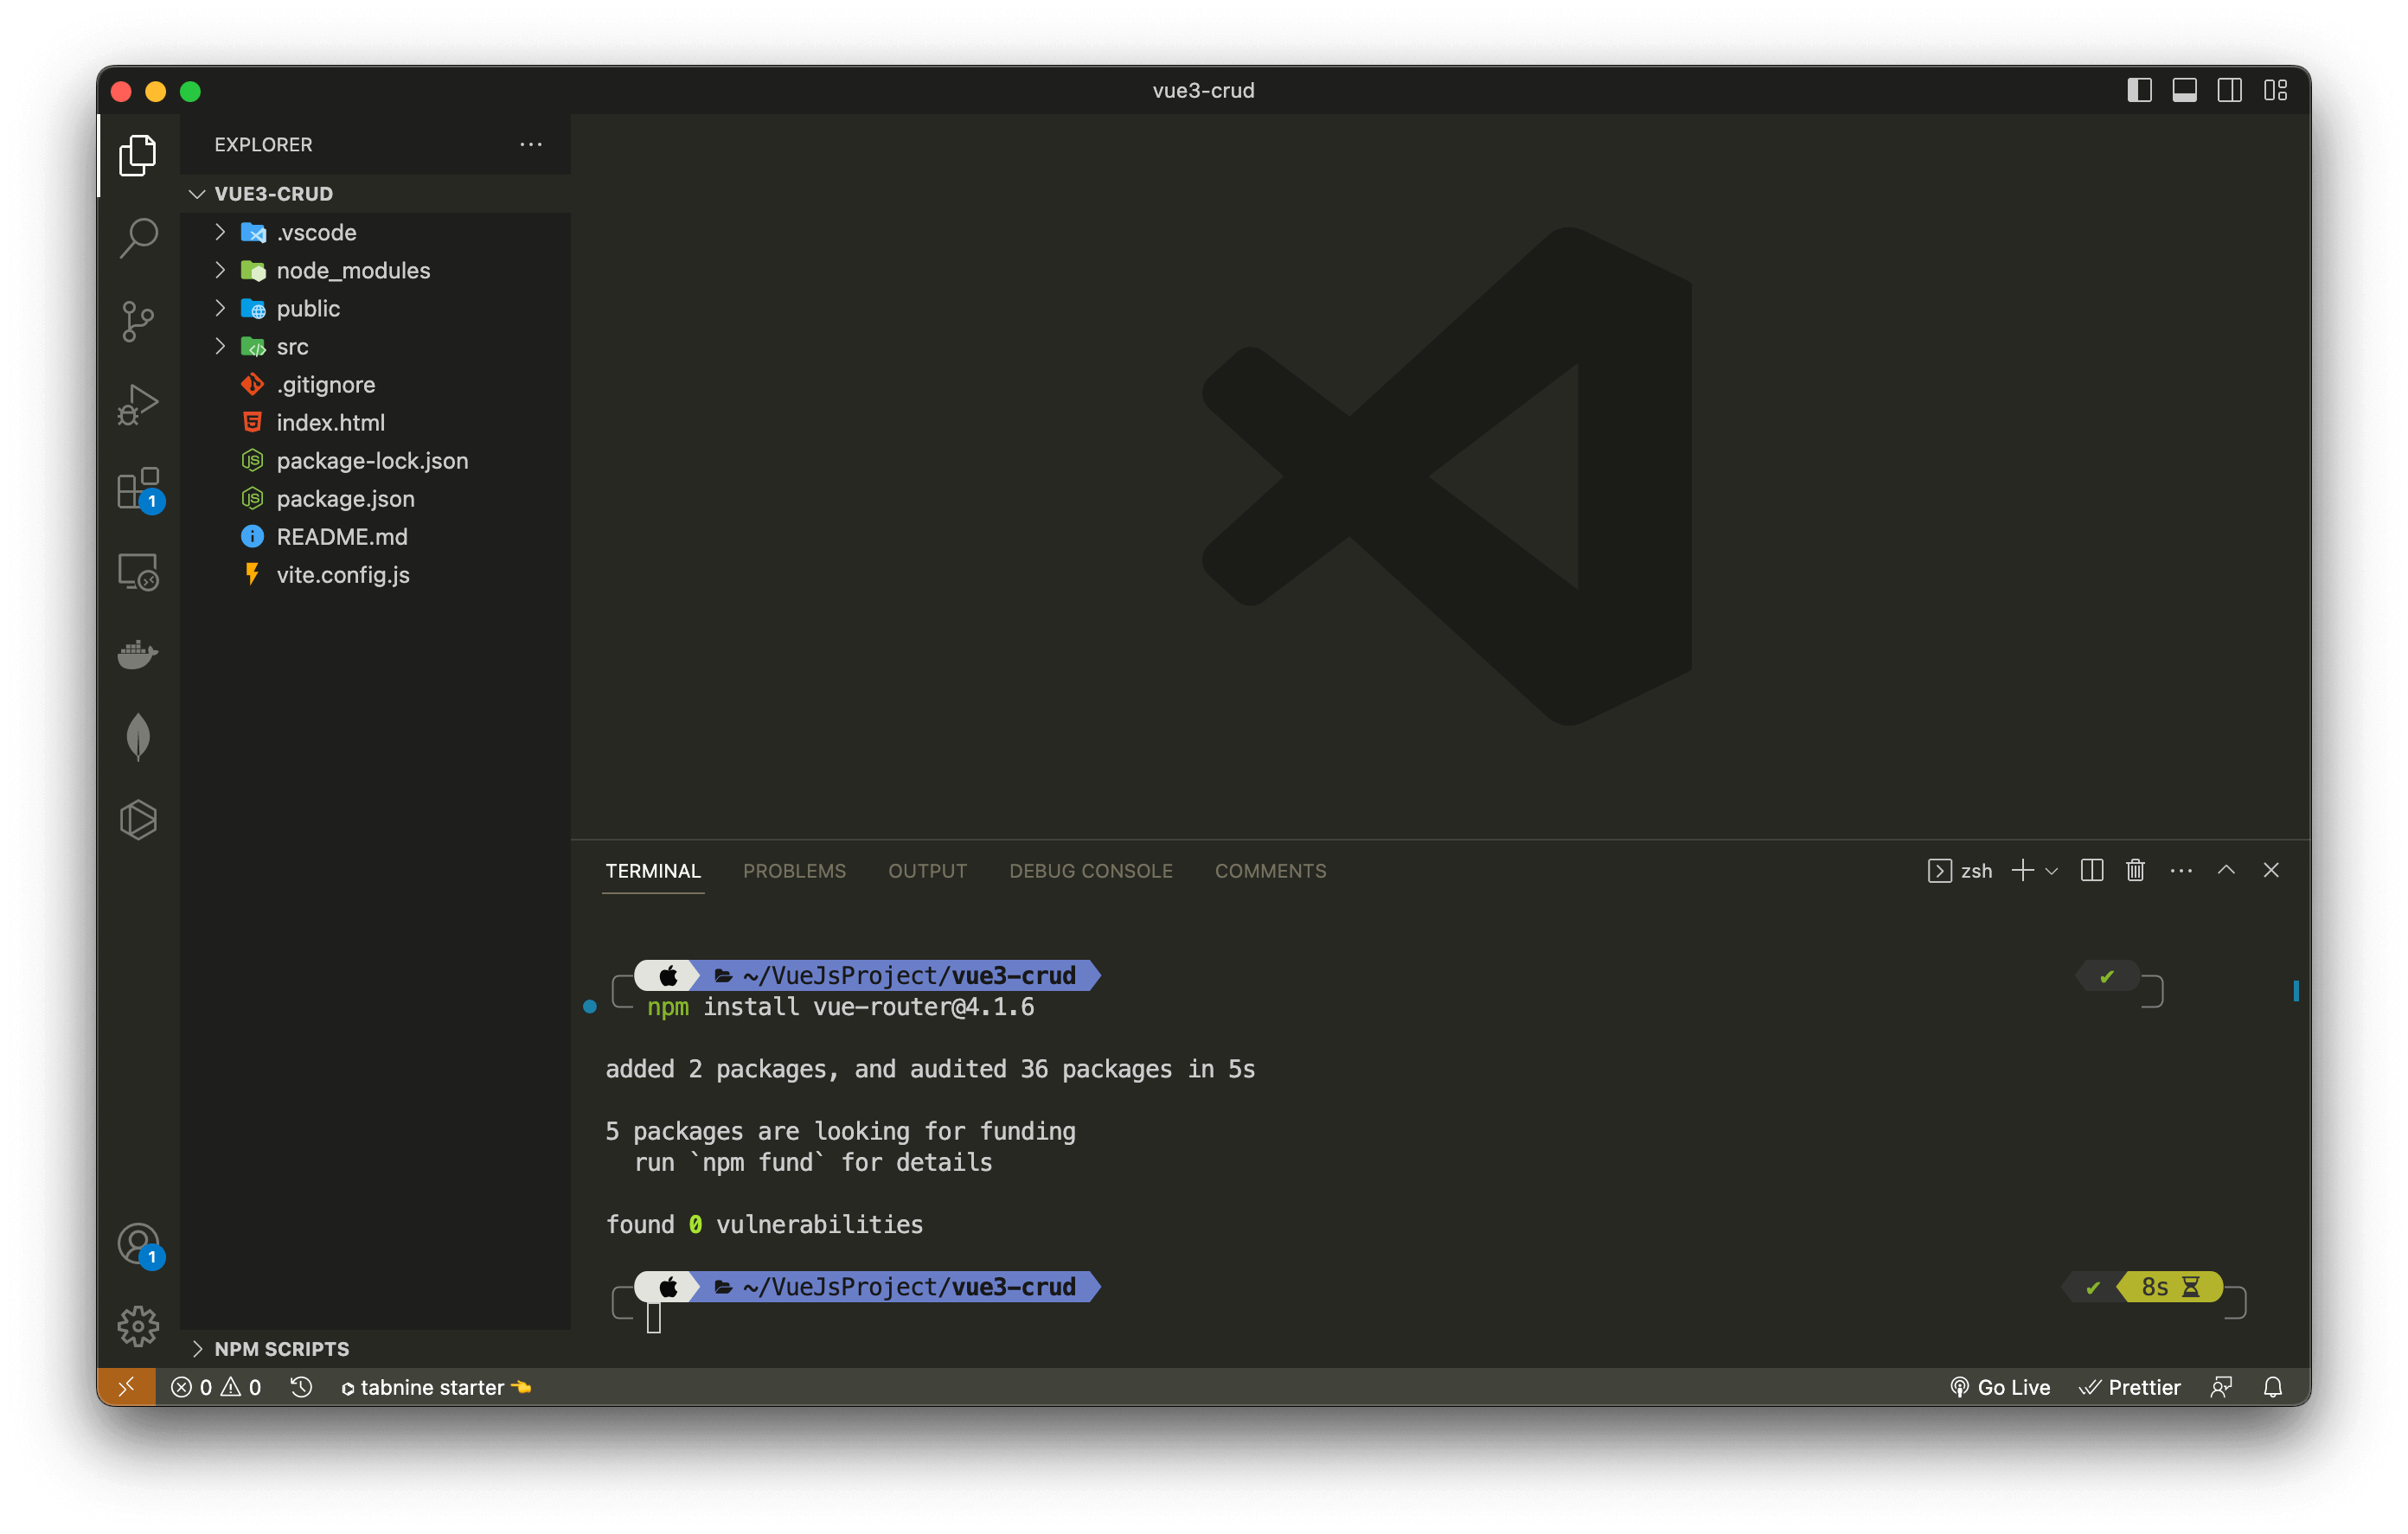 vue3-crud
EXPLORER
VUE3-CRUD
.vscode
node_modules
public
src
.gitignore
index.html
package-lock.json
package.json
README.md
vite.config.js
1
1
NPM SCRIPTS
TERMINAL PROBLEMS OUTPUT DEBUG CONSOLE COMMENTS zsh
~/VueJsProject/vue3-crud ✔
npm install vue-router@4.1.6
added 2 packages, and audited 36 packages in 5s
5 packages are looking for funding
run `npm fund` for details
found 0 vulnerabilities
~/VueJsProject/vue3-crud ✔ 8s
0 0 tabnine starter Go Live Prettier